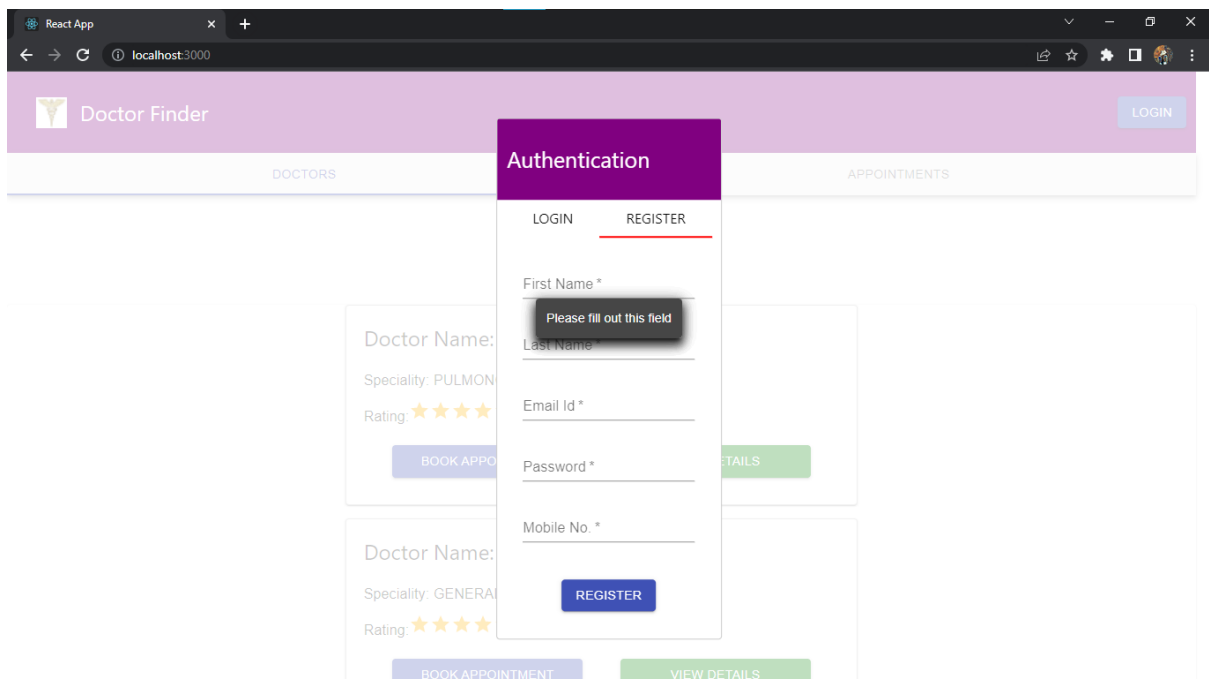 React App
localhost:3000
Doctor Finder
LOGIN
DOCTORS
APPOINTMENTS
Authentication
LOGIN REGISTER
First Name *
Please fill out this field
Last Name *
Email Id *
Password *
Mobile No. *
REGISTER
Doctor Name:
Speciality: PULMON
Rating:
BOOK APPO
ETAILS
Doctor Name:
Speciality: GENERA
Rating:
BOOK APPOINTMENT
VIEW DETAILS